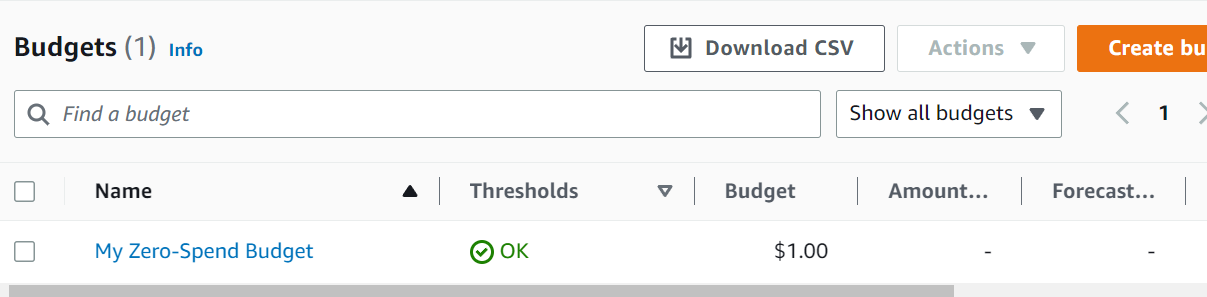 Budgets (1) Info
Download CSV
Actions
Create bu
Find a budget
Show all budgets
1
Name Thresholds Budget Amount... Forecast...
My Zero-Spend Budget OK $1.00 - -